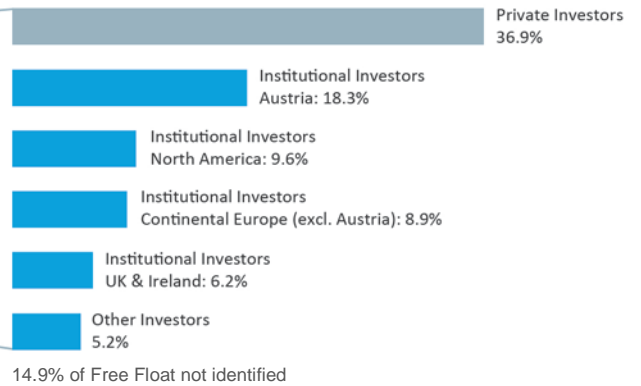 Private Investors
36.9%
Institutional Investors
Austria: 18.3%
Institutional Investors
North America: 9.6%
Institutional Investors
Continental Europe (excl. Austria): 8.9%
Institutional Investors
UK & Ireland: 6.2%
Other Investors
5.2%
14.9% of Free Float not identified